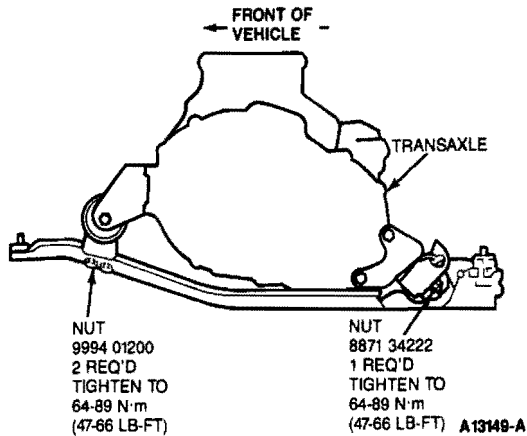 FRONT OF
VEHICLE
TRANSAXLE
NUT
9994 01200
2 REQ'D
TIGHTEN TO
64-89 N·m
(47-66 LB-FT)
NUT
8871 34222
1 REQ'D
TIGHTEN TO
64-89 N·m
(47-66 LB-FT)
A13149-A